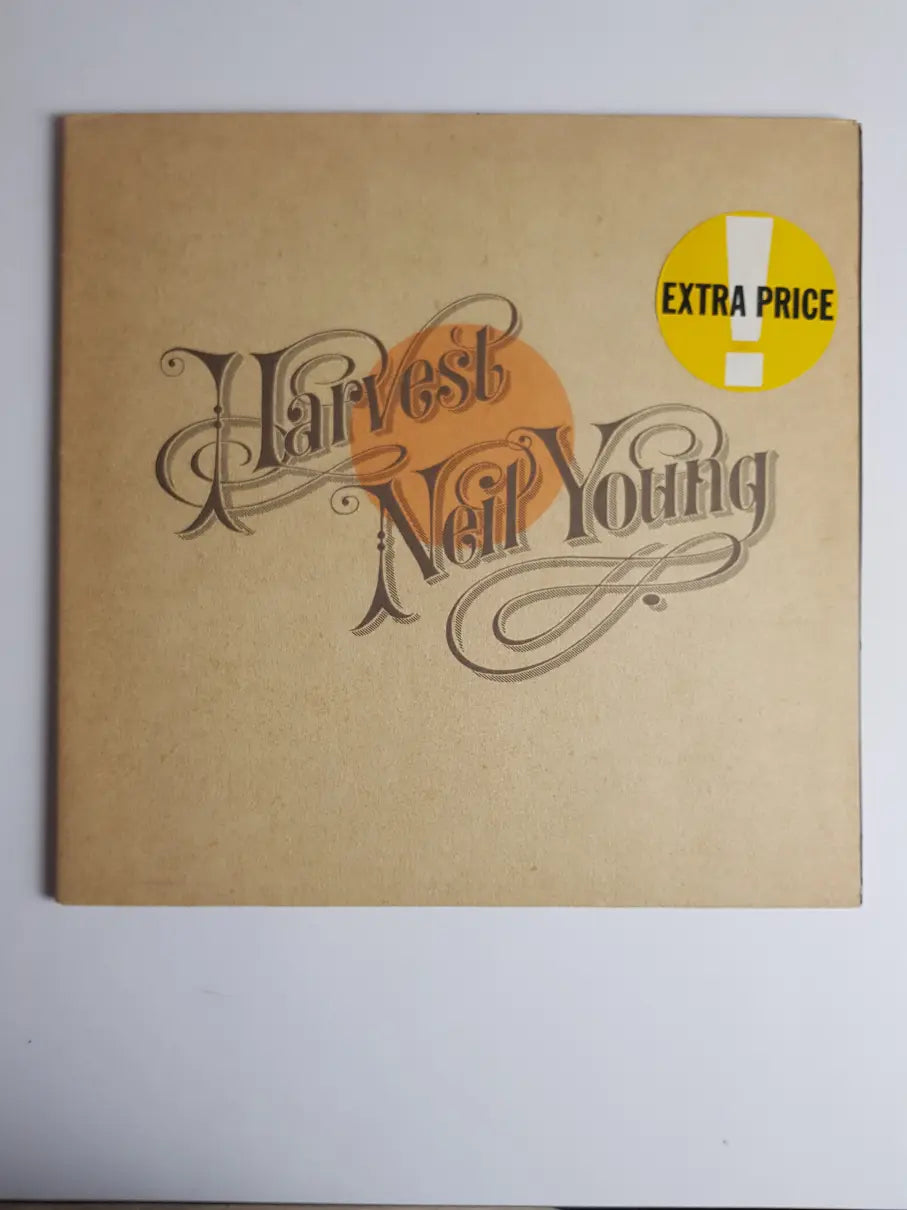 EXTRA PRICE
Harvest
Neil Young